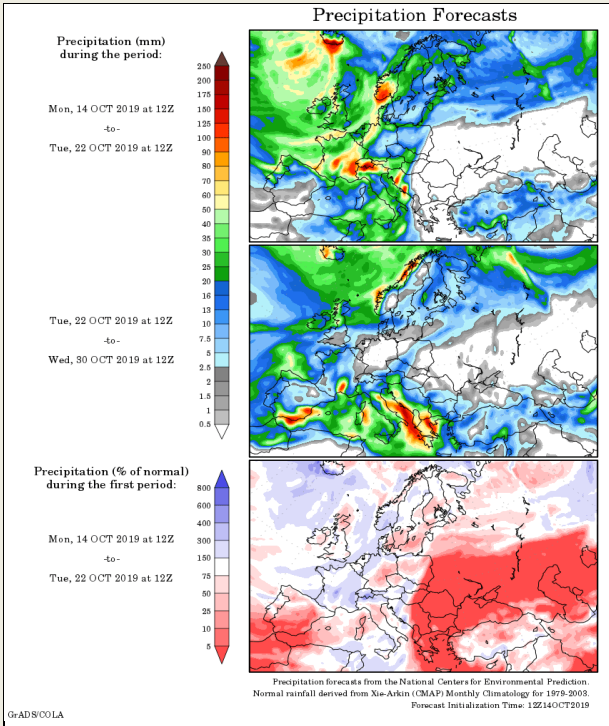 Precipitation Forecasts
Precipitation (mm)
during the period:
Mon, 14 OCT 2019 at 12Z
-to-
Tue, 22 OCT 2019 at 12Z
250
200
175
150
125
100
90
80
70
60
50
40
35
30
25
20
16
13
10
7.5
5
2.5
2
1.5
1
0.5
Tue, 22 OCT 2019 at 12Z
-to-
Wed, 30 OCT 2019 at 12Z
Precipitation (% of normal)
during the first period:
Mon, 14 OCT 2019 at 12Z
-to-
Tue, 22 OCT 2019 at 12Z
800
600
400
300
150
75
50
25
10
5
Precipitation forecasts from the National Centers for Environmental Prediction.
Normal rainfall derived from Xie-Arkin (CMAP) Monthly Climatology for 1979-2003.
Forecast Initialization Time: 12Z14OCT2019
GrADS/COLA